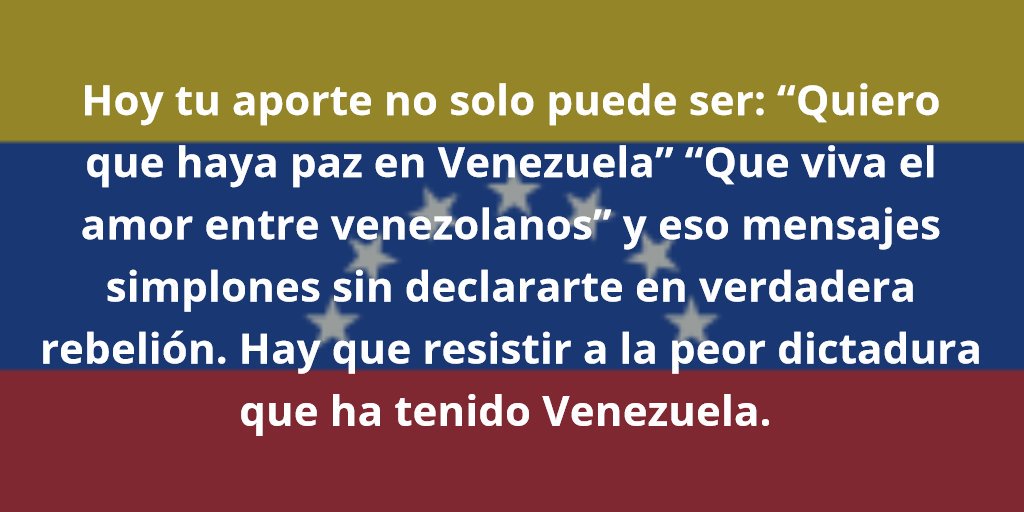 Hoy tu aporte no solo puede ser: “Quiero
que haya paz en Venezuela” “Que viva el
amor entre venezolanos” y eso mensajes
simplones sin declararte en verdadera
rebelión. Hay que resistir a la peor dictadura
que ha tenido Venezuela.